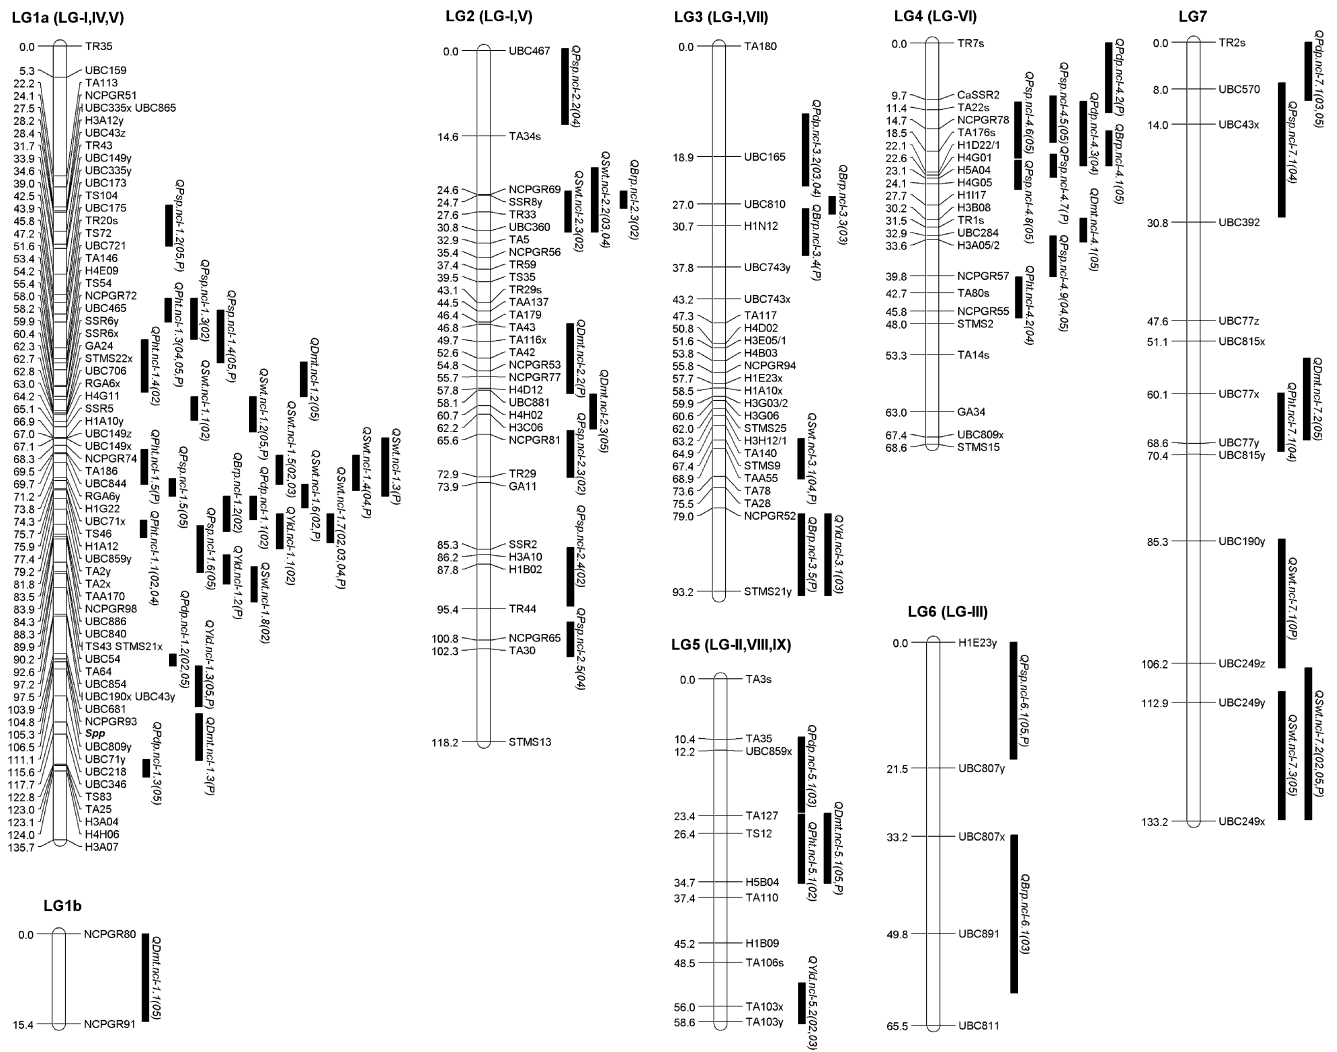 LG1a (LG-I,IV,V)
0.0 TR35
5.3 UBC159
22.2 TA113
24.1 NCPGR51
27.5 UBC335x UBC865
28.2 H3A12y
28.4 UBC43z
31.7 TR43
33.9 UBC149y
34.6 UBC335y
39.0 UBC173
42.5 TS104
43.9 UBC175
45.8 TR20s
47.2 TS72
51.6 UBC721
53.4 TA146
54.2 H4E09
55.4 TS54
58.0 NCPGR72
58.2 UBC465
59.9 SSR6y
60.4 SSR6x
62.3 GA24
62.7 STMS22x
62.8 UBC706
63.0 RGA6x
64.2 H4G11
65.1 SSR5
66.9 H1A10y
67.0 UBC149z
67.1 UBC149x
68.3 NCPGR74
69.5 TA186
69.7 UBC844
71.2 RGA6y
73.8 H1G22
74.3 UBC71x
75.7 TS46
75.9 H1A12
77.4 UBC859y
79.2 TA2y
81.8 TA2x
83.5 TAA170
83.9 NCPGR98
84.3 UBC886
88.3 UBC840
89.9 TS43 STMS21x
90.2 UBC54
92.6 TA64
97.2 UBC854
97.5 UBC190x UBC43y
103.9 UBC681
104.8 NCPGR93
105.3 Spp
106.5 UBC809y
111.1 UBC71y
115.6 UBC218
117.7 UBC346
122.8 TS83
123.0 TA25
123.1 H3A04
124.0 H4H06
135.7 H3A07
QPsp.ncl-1.2(05,P)
QPht.ncl-1.3(04,05,P)
QPsp.ncl-1.3(02)
QPsp.ncl-1.4(05,P)
QPht.ncl-1.4(02)
QSwt.ncl-1.1(02)
QSwt.ncl-1.2(05,P)
QDmt.ncl-1.2(05)
QPht.ncl-1.5(P)
QPsp.ncl-1.5(05)
QBrp.ncl-1.2(02)
QPdp.ncl-1.1(02)
QSwt.ncl-1.5(02,03)
QSwt.ncl-1.6(02,P)
QSwt.ncl-1.4(04,P)
QSwt.ncl-1.3(P)
QPht.ncl-1.1(02,04)
QPsp.ncl-1.6(05)
QYld.ncl-1.2(P)
QYld.ncl-1.1(02)
QSwt.ncl-1.7(02,03,04,P)
QSwt.ncl-1.8(02)
QPdp.ncl-1.2(02,05)
QYld.ncl-1.3(05,P)
QPdp.ncl-1.3(05)
QDmt.ncl-1.3(P)
LG1b
0.0 NCPGR80
15.4 NCPGR91
QDmt.ncl-1.1(05)
LG2 (LG-I,V)
0.0 UBC467
14.6 TA34s
24.6 NCPGR69
24.7 SSR8y
27.6 TR33
30.8 UBC360
32.9 TA5
35.4 NCPGR56
37.4 TR59
39.5 TS35
43.1 TR29s
44.5 TAA137
46.4 TA179
46.8 TA43
49.7 TA116x
52.6 TA42
54.8 NCPGR53
55.7 NCPGR77
57.8 H4D12
58.1 UBC881
60.7 H4H02
62.2 H3C06
65.6 NCPGR81
72.9 TR29
73.9 GA11
85.3 SSR2
86.2 H3A10
87.8 H1B02
95.4 TR44
100.8 NCPGR65
102.3 TA30
118.2 STMS13
QPsp.ncl-2.2(04)
QSwt.ncl-2.3(02)
QSwt.ncl-2.2(03,04)
QBrp.ncl-2.3(02)
QDmt.ncl-2.2(P)
QDmt.ncl-2.3(05)
QPsp.ncl-2.3(02)
QPsp.ncl-2.4(02)
QPsp.ncl-2.5(04)
LG3 (LG-I,VII)
0.0 TA180
18.9 UBC165
27.0 UBC810
30.7 H1N12
37.8 UBC743y
43.2 UBC743x
47.3 TA117
50.8 H4D02
51.6 H3E05/1
53.8 H4B03
55.8 NCPGR94
57.7 H1E23x
58.5 H1A10x
59.9 H3G03/2
60.6 H3G06
62.0 STMS25
63.2 H3H12/1
64.9 TA140
67.4 STMS9
68.9 TAA55
73.6 TA78
75.5 TA28
79.0 NCPGR52
93.2 STMS21y
QPdp.ncl-3.2(03,04)
QBrp.ncl-3.3(03)
QBrp.ncl-3.4(P)
QSwt.ncl-3.1(04,P)
QBrp.ncl-3.5(P)
QYld.ncl-3.1(03)
LG5 (LG-II,VIII,IX)
0.0 TA3s
10.4 TA35
12.2 UBC859x
23.4 TA127
26.4 TS12
34.7 H5B04
37.4 TA110
45.2 H1B09
48.5 TA106s
56.0 TA103x
58.6 TA103y
QPdp.ncl-5.1(03)
QPht.ncl-5.1(02)
QDmt.ncl-5.1(05,P)
QYld.ncl-5.2(02,03)
LG4 (LG-VI)
0.0 TR7s
9.7 CaSSR2
11.4 TA22s
14.7 NCPGR78
18.5 TA176s
22.1 H1D22/1
22.6 H4G01
23.1 H5A04
24.1 H4G05
27.7 H1I17
30.2 H3B08
31.5 TR1s
32.9 UBC284
33.6 H3A05/2
39.8 NCPGR57
42.7 TA80s
45.8 NCPGR55
48.0 STMS2
53.3 TA14s
63.0 GA34
67.4 UBC809x
68.6 STMS15
QPsp.ncl-4.6(05)
QPsp.ncl-4.5(05)
QPdp.ncl-4.3(04)
QPdp.ncl-4.2(P)
QBrp.ncl-4.1(05)
QPsp.ncl-4.8(05)
QPsp.ncl-4.7(P)
QDmt.ncl-4.1(05)
QPsp.ncl-4.9(04,05)
QPht.ncl-4.2(04)
LG6 (LG-III)
0.0 H1E23y
21.5 UBC807y
33.2 UBC807x
49.8 UBC891
65.5 UBC811
QPsp.ncl-6.1(05,P)
QBrp.ncl-6.1(03)
LG7
0.0 TR2s
8.0 UBC570
14.0 UBC43x
30.8 UBC392
47.6 UBC77z
51.1 UBC815x
60.1 UBC77x
68.6 UBC77y
70.4 UBC815y
85.3 UBC190y
106.2 UBC249z
112.9 UBC249y
133.2 UBC249x
QPdp.ncl-7.1(03,05)
QPsp.ncl-7.1(04)
QDmt.ncl-7.2(05)
QPht.ncl-7.1(04)
QSwt.ncl-7.1(0P)
QSwt.ncl-7.3(05)
QSwt.ncl-7.2(02,05,P)